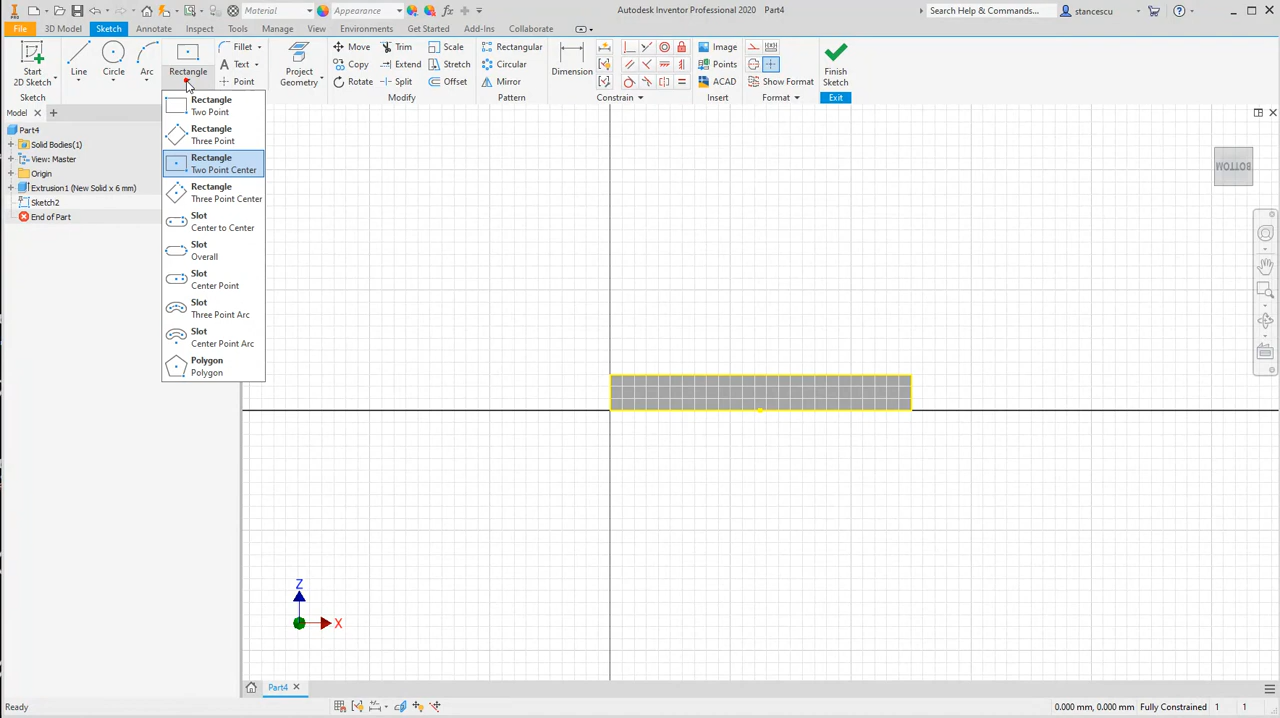 Material
Appearance
Autodesk Inventor Professional 2020 Part4
Search Help & Commands...
stancescu
File
3D Model
Sketch
Annotate
Inspect
Tools
Manage
View
Environments
Get Started
Add-Ins
Collaborate
Start
2D Sketch
Line
Circle
Arc
Rectangle
Fillet
Text
Point
Project
Geometry
Move
Trim
Scale
Copy
Extend
Stretch
Rotate
Split
Offset
Rectangular
Circular
Mirror
Dimension
Image
Points
ACAD
Show Format
Finish
Sketch
Sketch
Modify
Pattern
Constrain
Insert
Format
Exit
Model
Part4
Solid Bodies(1)
View: Master
Origin
Extrusion1 (New Solid x 6 mm)
Sketch2
End of Part
Rectangle
Two Point
Rectangle
Three Point
Rectangle
Two Point Center
Rectangle
Three Point Center
Slot
Center to Center
Slot
Overall
Slot
Center Point
Slot
Three Point Arc
Slot
Center Point Arc
Polygon
Polygon
BOTTOM
Z
X
Part4
Ready
0.000 mm, 0.000 mm Fully Constrained 1 1